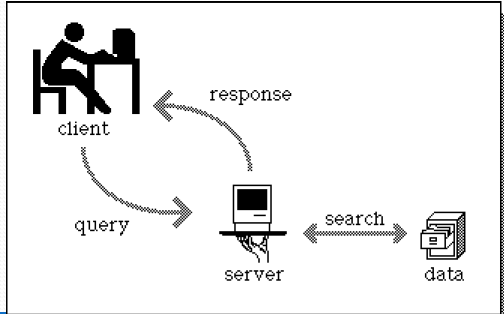 response
client
query
search
server
data